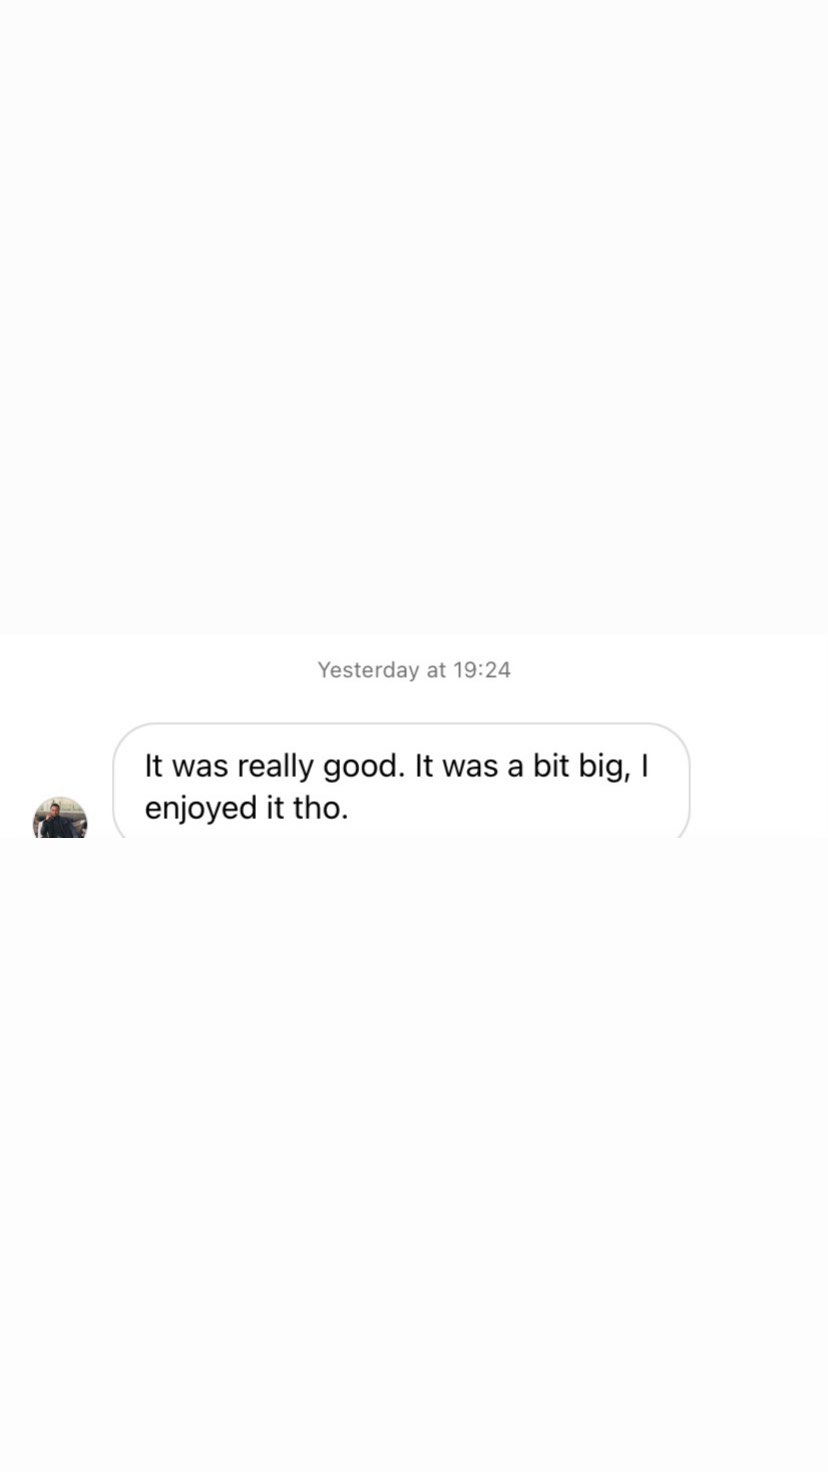 Yesterday at 19:24
It was really good. It was a bit big, I
enjoyed it tho.